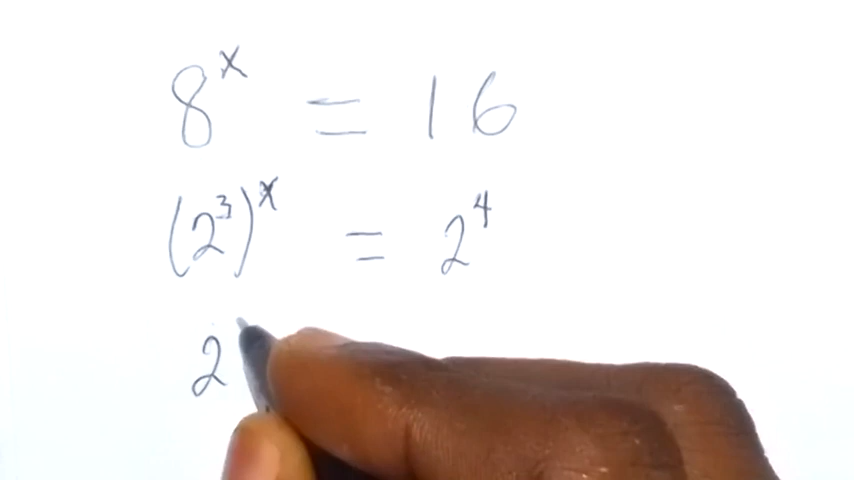 8^x = 16
(2^3)^x = 2^4
2